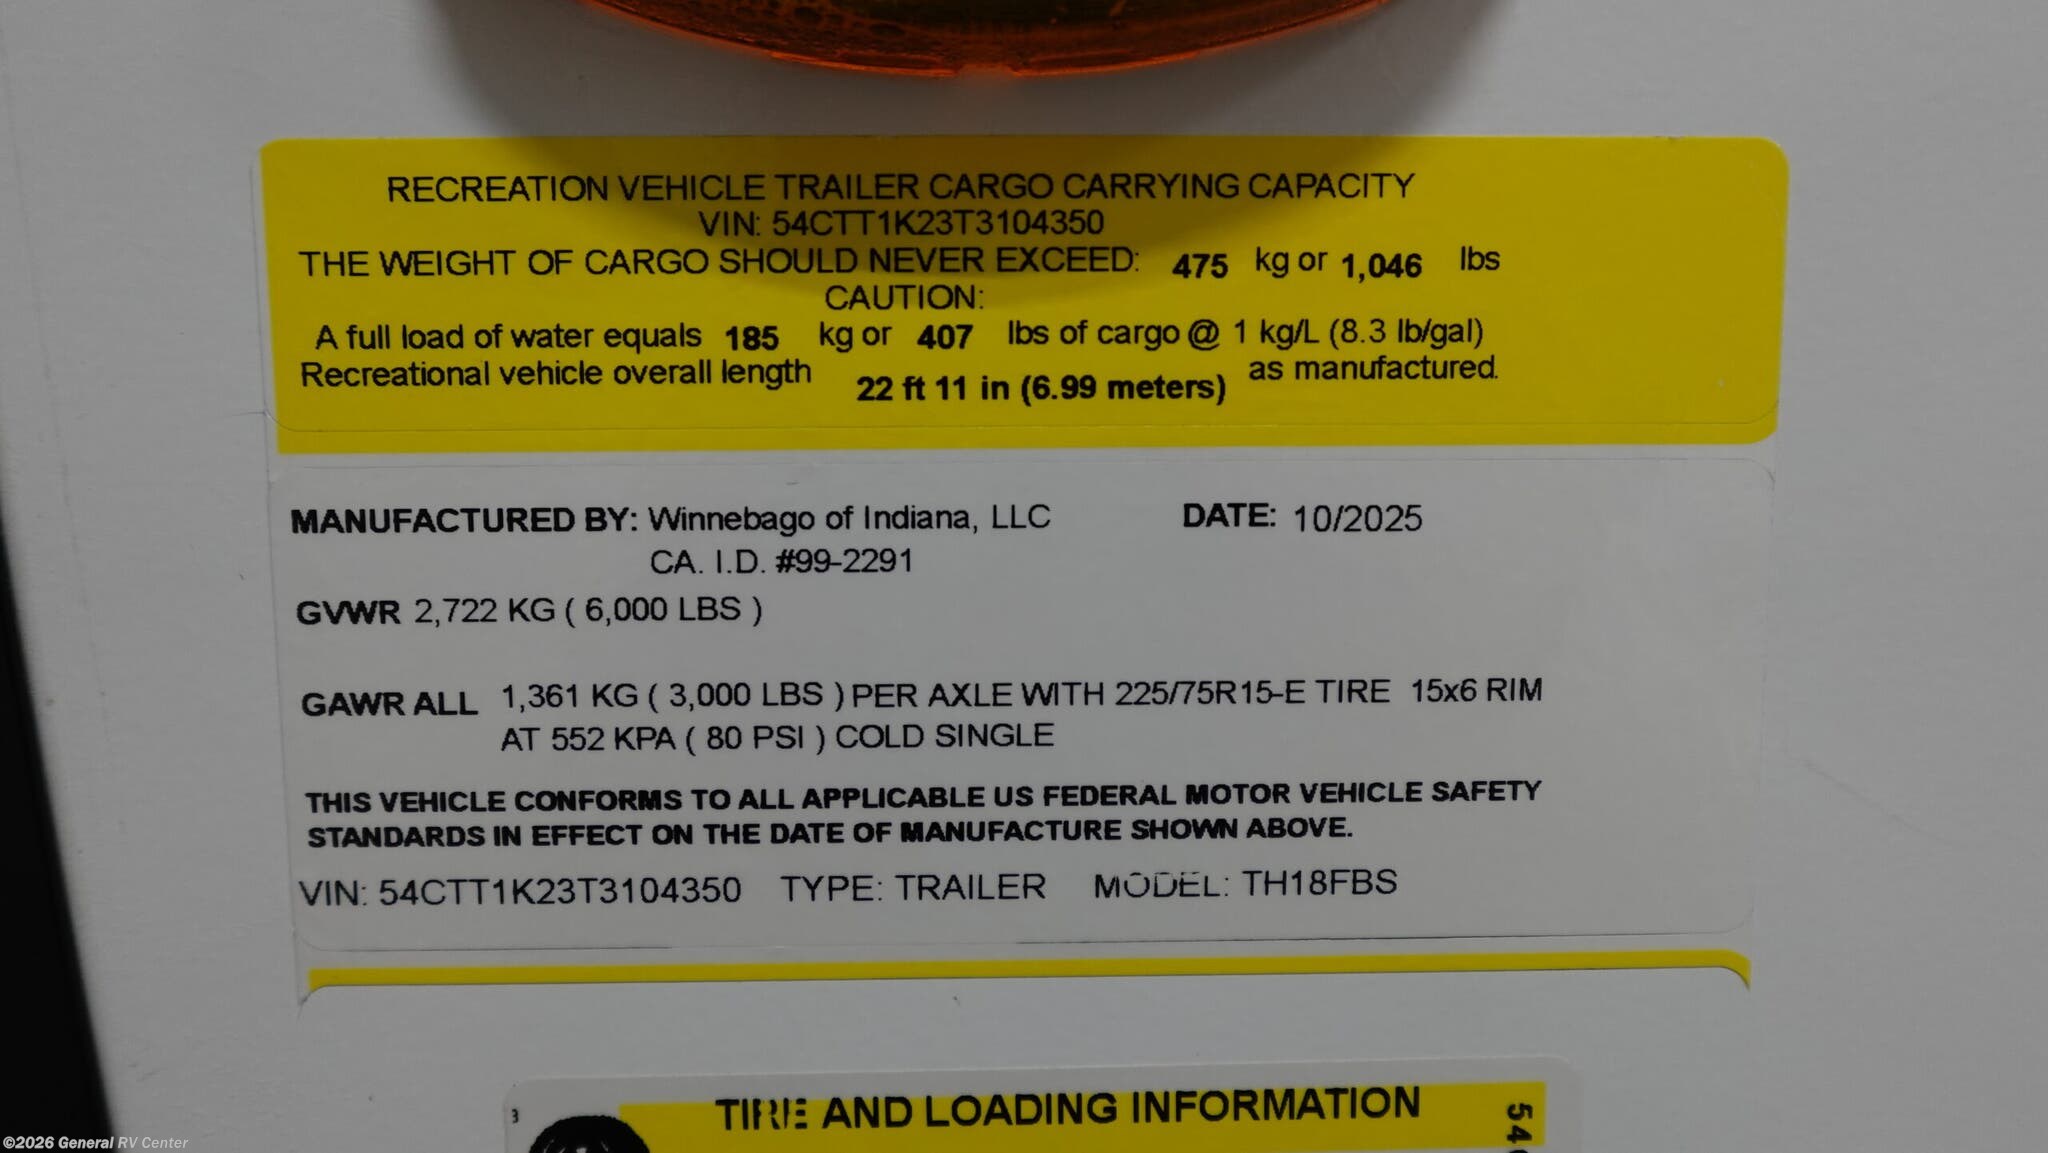 RECREATION VEHICLE TRAILER CARGO CARRYING CAPACITY
VIN: 54CTT1K23T3104350
THE WEIGHT OF CARGO SHOULD NEVER EXCEED: 475 kg or 1,046 lbs
CAUTION:
A full load of water equals 185 kg or 407 lbs of cargo @ 1 kg/L (8.3 lb/gal)
Recreational vehicle overall length 22 ft 11 in (6.99 meters) as manufactured.
MANUFACTURED BY: Winnebago of Indiana, LLC DATE: 10/2025
CA. I.D. #99-2291
GVWR 2,722 KG ( 6,000 LBS )
GAWR ALL 1,361 KG ( 3,000 LBS ) PER AXLE WITH 225/75R15-E TIRE 15x6 RIM
AT 552 KPA ( 80 PSI ) COLD SINGLE
THIS VEHICLE CONFORMS TO ALL APPLICABLE US FEDERAL MOTOR VEHICLE SAFETY
STANDARDS IN EFFECT ON THE DATE OF MANUFACTURE SHOWN ABOVE.
VIN: 54CTT1K23T3104350 TYPE: TRAILER MODEL: TH18FBS
TIRE AND LOADING INFORMATION
©2026 General RV Center